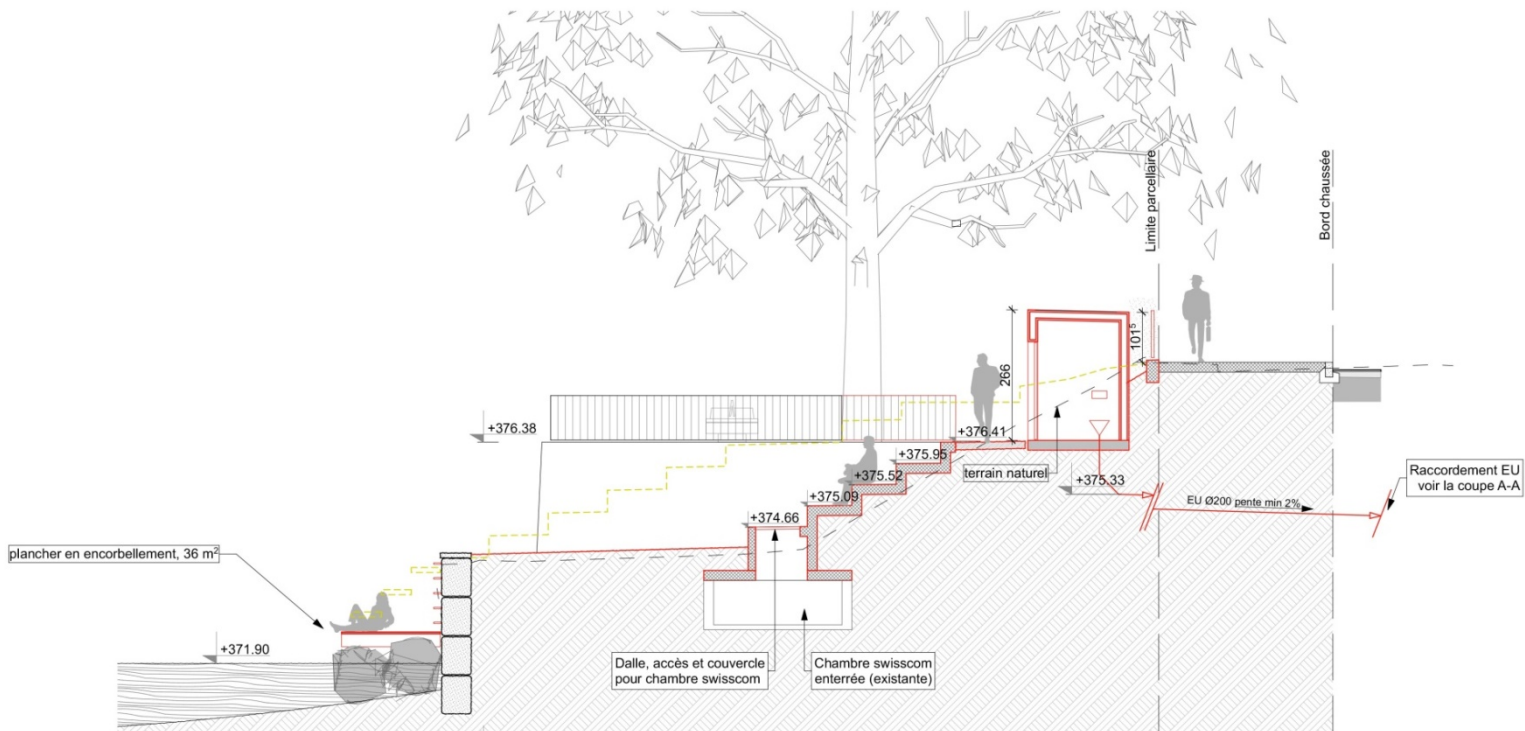 Limite parcellaire
Bord chaussée
101⁵
266
+376.38
+376.41
+375.95
+375.52
+375.09
+374.66
terrain naturel
+375.33
Raccordement EU
voir la coupe A-A
EU Ø200 pente min 2%
plancher en encorbellement, 36 m²
+371.90
Dalle, accès et couvercle
pour chambre swisscom
Chambre swisscom
enterrée (existante)